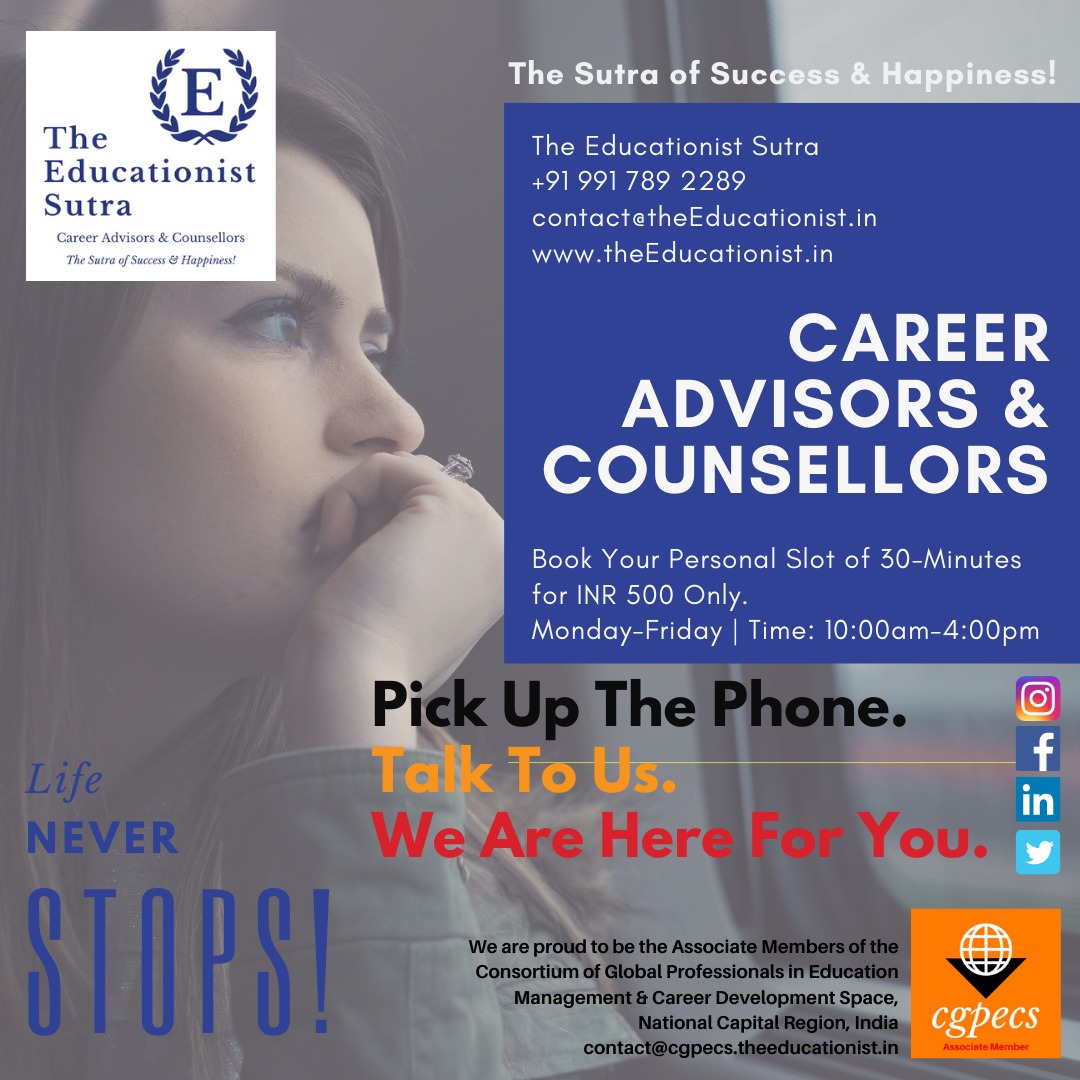 E
The
Educationist
Sutra
Career Advisors & Counsellors
The Sutra of Success & Happiness!
The Sutra of Success & Happiness!
The Educationist Sutra
+91 991 789 2289
contact@theEducationist.in
www.theEducationist.in
CAREER
ADVISORS &
COUNSELLORS
Book Your Personal Slot of 30-Minutes
for INR 500 Only.
Monday-Friday | Time: 10:00am-4:00pm
Pick Up The Phone.
Talk To Us.
We Are Here For You.
Life
NEVER
STOPS!
We are proud to be the Associate Members of the
Consortium of Global Professionals in Education
Management & Career Development Space,
National Capital Region, India
contact@cgpecs.theeducationist.in
cgpecs
Associate Member